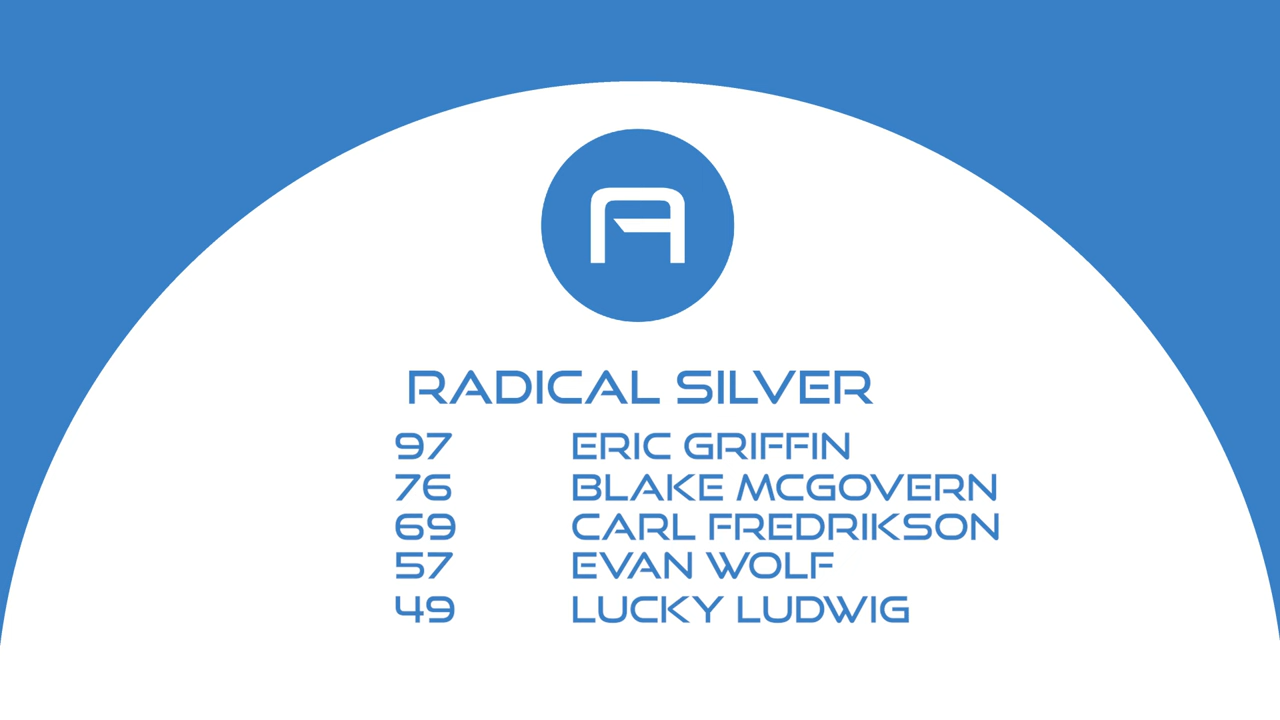 A
RADICAL SILVER
97 ERIC GRIFFIN
76 BLAKE MCGOVERN
69 CARL FREDRIKSON
57 EVAN WOLF
49 LUCKY LUDWIG